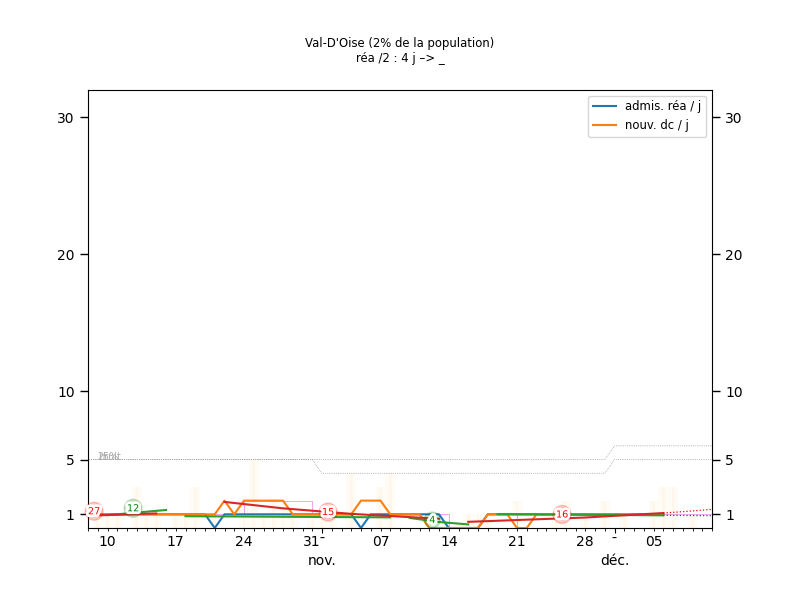 Val-D'Oise (2% de la population)
réa /2 : 4 j –> _
admis. réa / j
nouv. dc / j
30 30
20 20
10 10
5 5
1 1
27 12 15 4 16
10 17 24 31- 07 14 21 28 - 05
nov. déc.